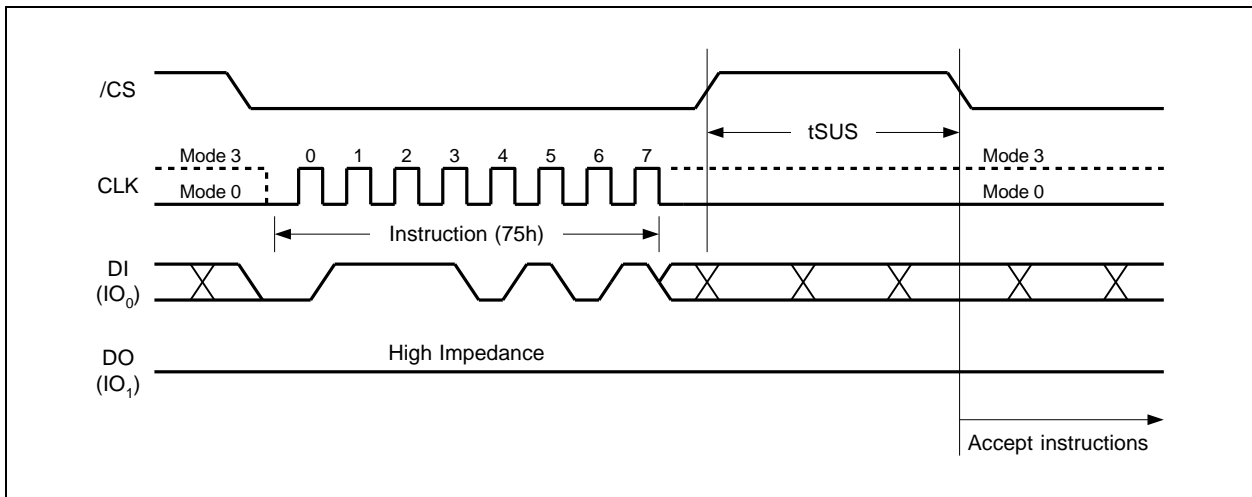 /CS
tSUS
Mode 3
0 1 2 3 4 5 6 7
Mode 3
CLK
Mode 0
Mode 0
Instruction (75h)
DI
(IO0)
High Impedance
DO
(IO1)
Accept instructions